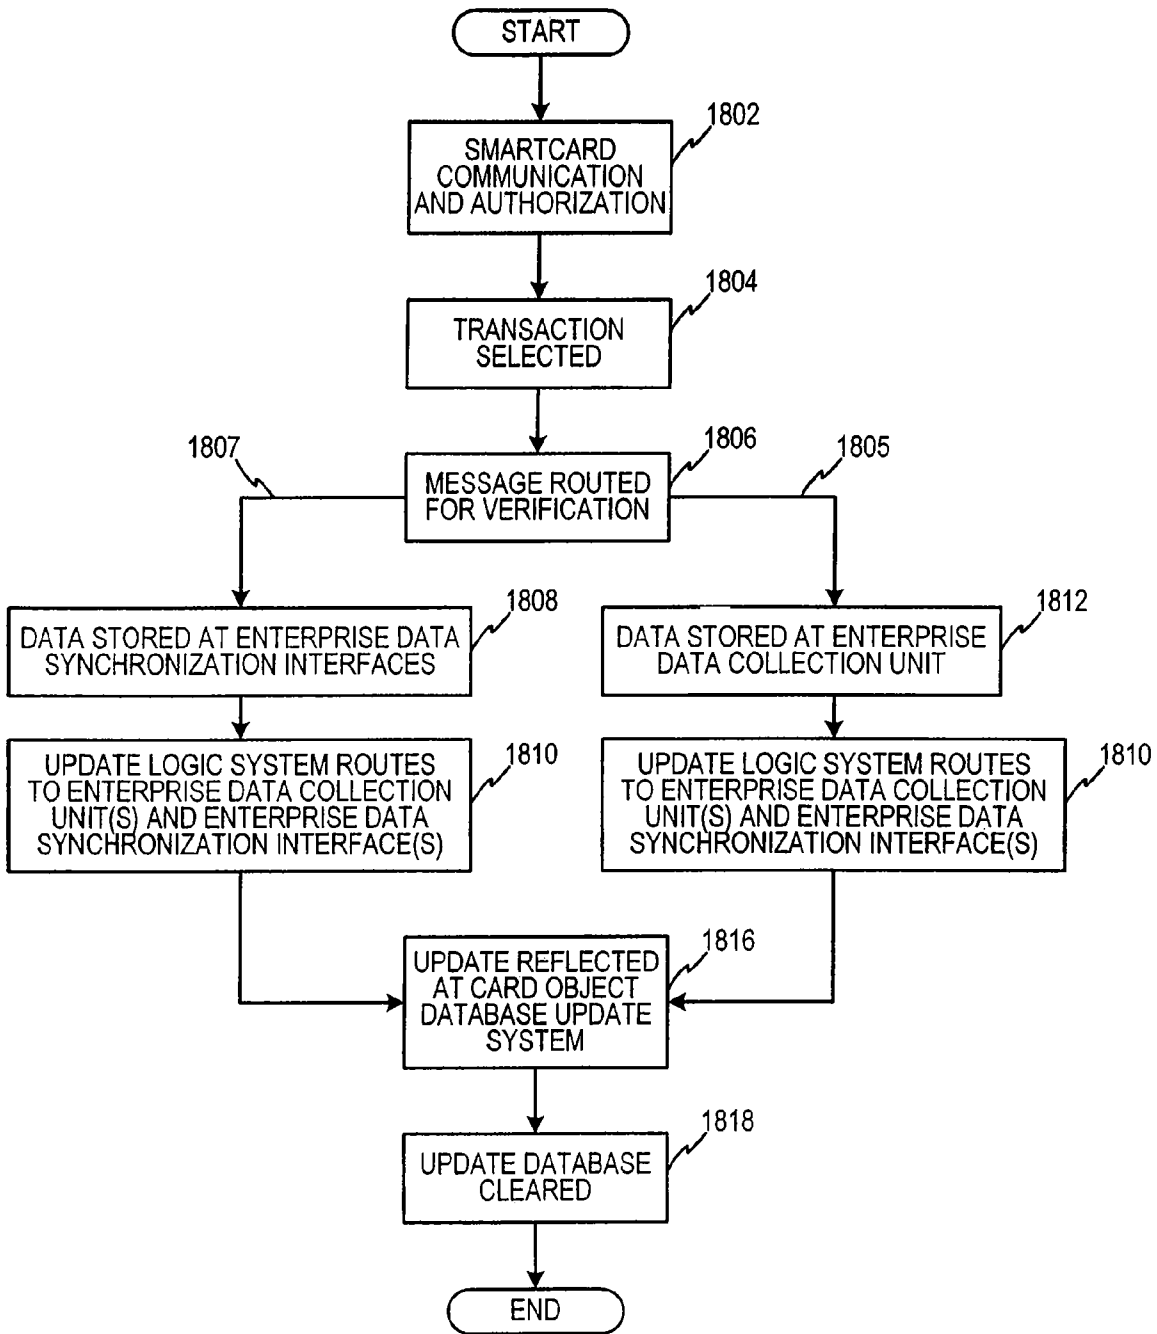 START
1802
SMARTCARD
COMMUNICATION
AND AUTHORIZATION
1804
TRANSACTION
SELECTED
1807
1806
1805
MESSAGE ROUTED
FOR VERIFICATION
1808
DATA STORED AT ENTERPRISE DATA
SYNCHRONIZATION INTERFACES
1812
DATA STORED AT ENTERPRISE
DATA COLLECTION UNIT
1810
UPDATE LOGIC SYSTEM ROUTES
TO ENTERPRISE DATA COLLECTION
UNIT(S) AND ENTERPRISE DATA
SYNCHRONIZATION INTERFACE(S)
1810
UPDATE LOGIC SYSTEM ROUTES
TO ENTERPRISE DATA COLLECTION
UNIT(S) AND ENTERPRISE DATA
SYNCHRONIZATION INTERFACE(S)
1816
UPDATE REFLECTED
AT CARD OBJECT
DATABASE UPDATE
SYSTEM
1818
UPDATE DATABASE
CLEARED
END